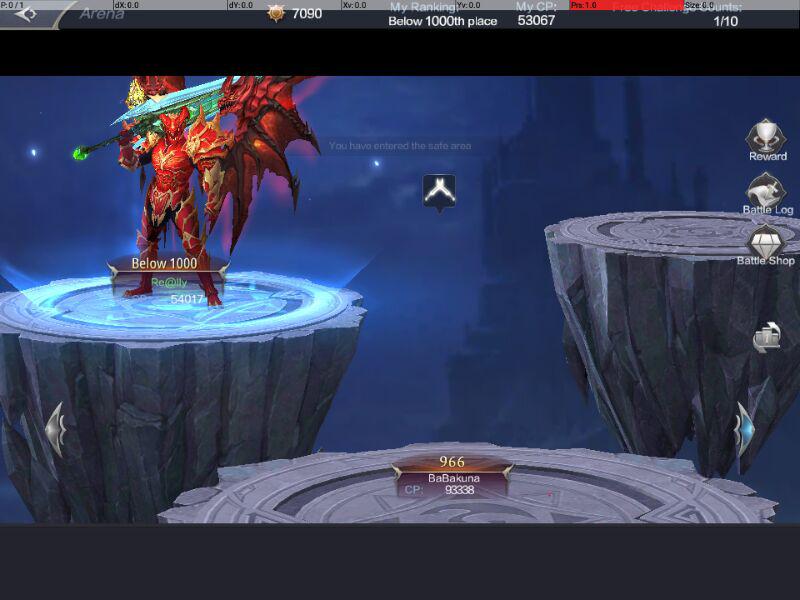 P: 0 / 1
dX: 0.0
dY: 0.0
Xv: 0.0
Yv: 0.0
Prs: 1.0
Size: 0.0
Arena
7090
My Ranking:
Below 1000th place
My CP:
53067
Free Challenge Counts:
1/10
You have entered the safe area
Reward
Battle Log
Battle Shop
Below 1000
Re@lly
54017
966
BaBakuna
CP: 93338